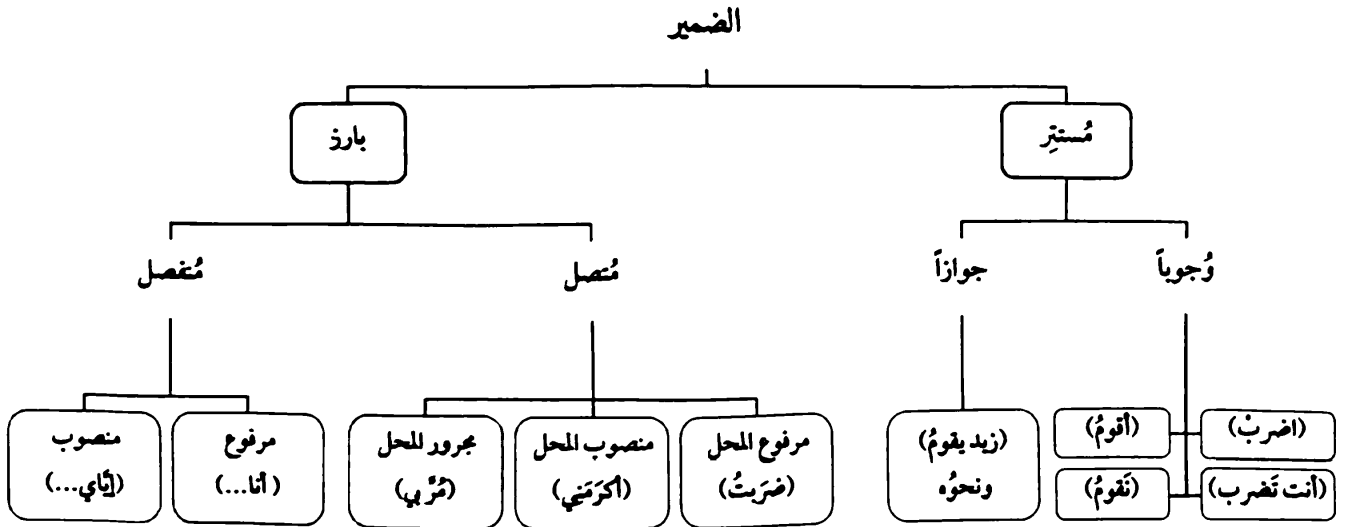 الضمير
مُستتِر
بارز
وُجوباً
جوازاً
مُتصل
مُنفصل
(اضربْ)
(أقومُ)
(أنت تَضرب)
(نَقومُ)
(زيد يقومُ)
ونحوُه
مرفوع المحل
(ضرَبتُ)
منصوب المحل
(أكرَمَني)
مجرور المحل
(مُرَّ بي)
مرفوع
(أنا...)
منصوب
(إيَّاي...)